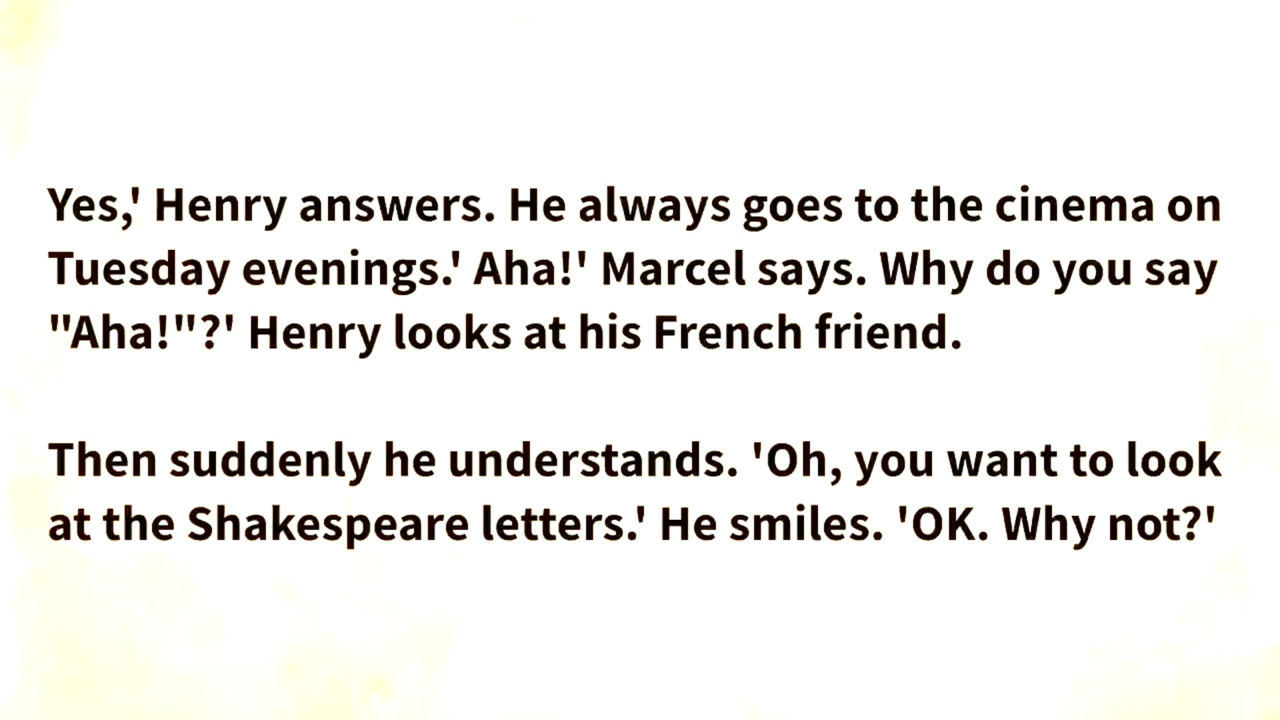 Yes,' Henry answers. He always goes to the cinema on
Tuesday evenings.' Aha!' Marcel says. Why do you say
"Aha!"?' Henry looks at his French friend.
Then suddenly he understands. 'Oh, you want to look
at the Shakespeare letters.' He smiles. 'OK. Why not?'